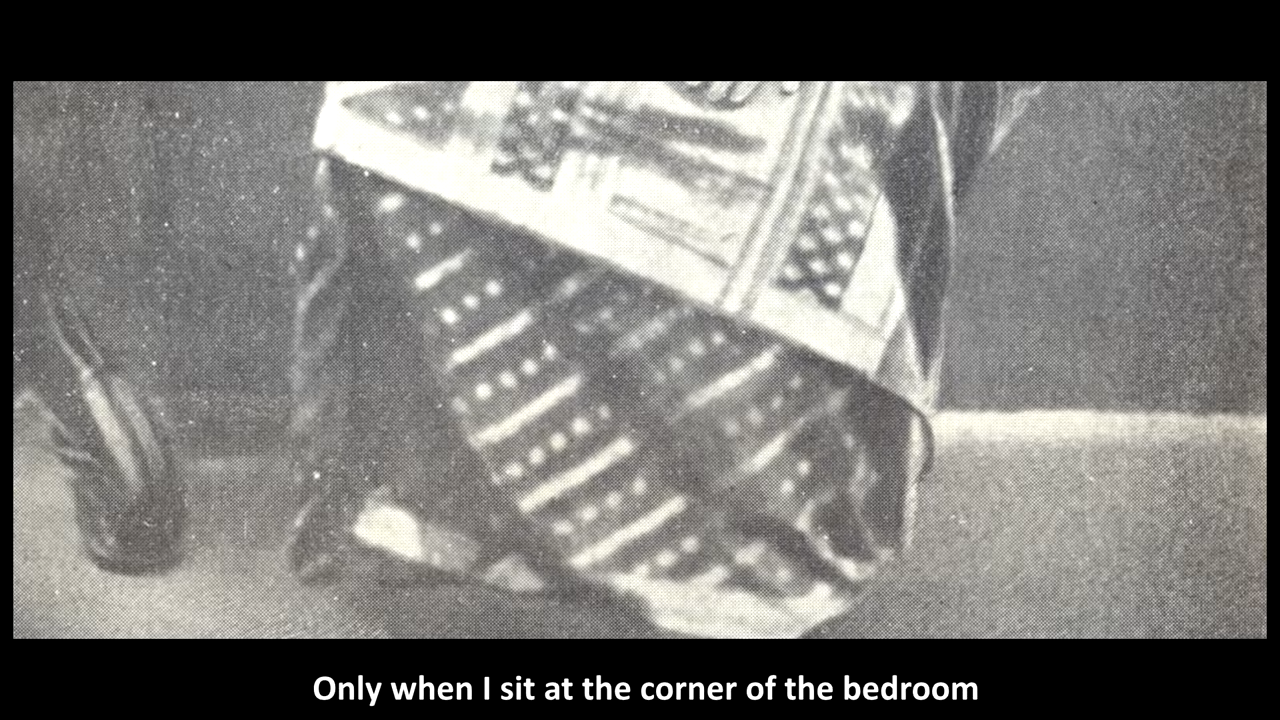 Only when I sit at the corner of the bedroom